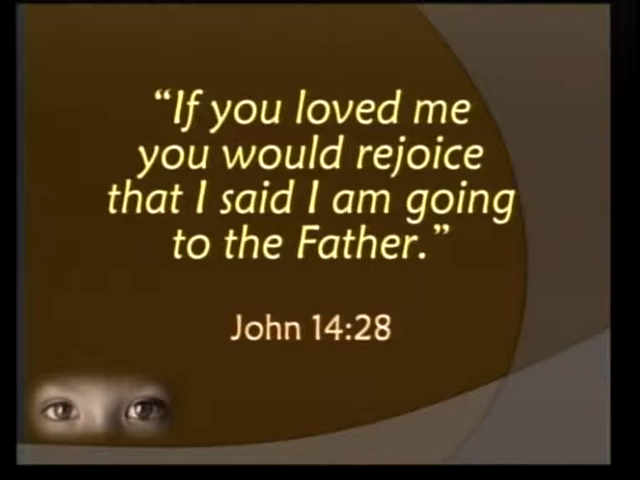 “If you loved me
you would rejoice
that I said I am going
to the Father.”
John 14:28